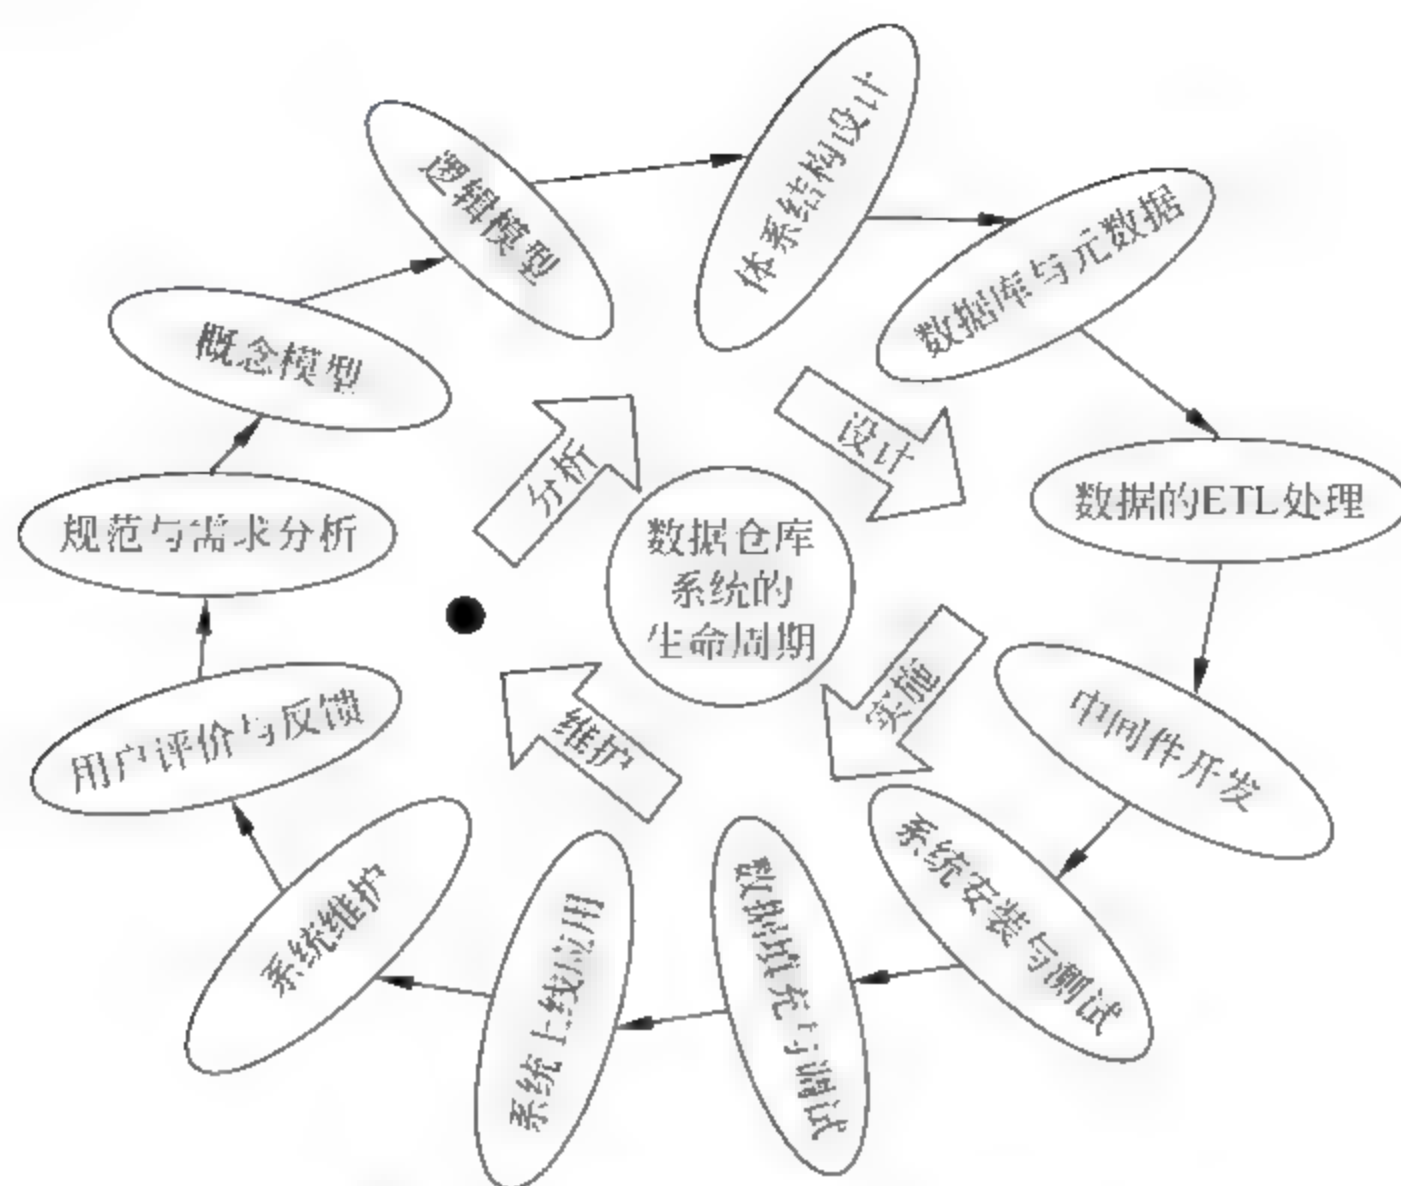 逻辑模型
体系结构设计
数据库与元数据
概念模型
分析
设计
数据的ETL处理
规范与需求分析
数据仓库
系统的
生命周期
实施
维护
用户评价与反馈
中间件开发
系统安装与测试
数据填充与调试
系统上线应用
系统维护